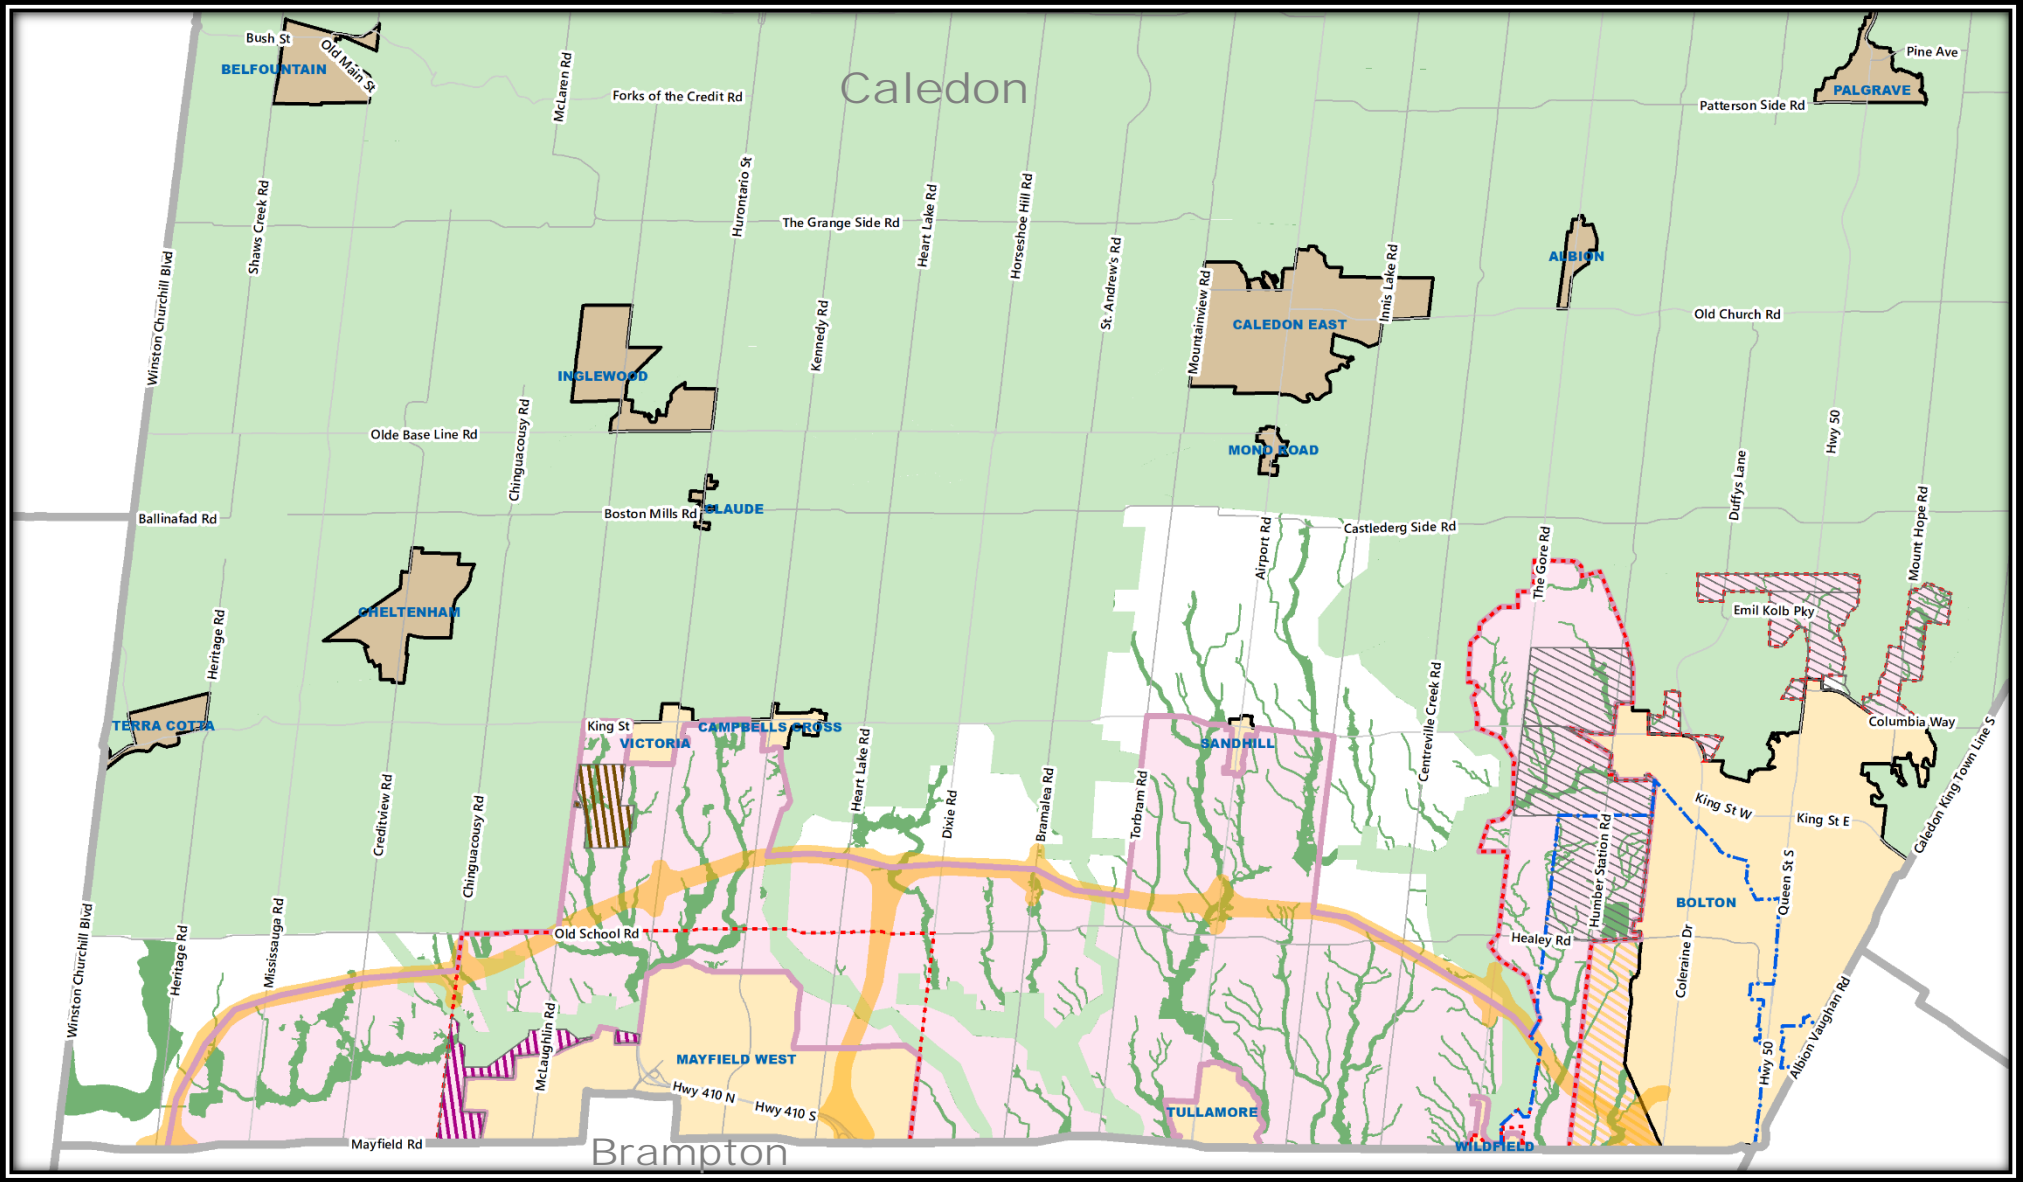 Bush St
Old Main St
BELFOUNTAIN
McLaren Rd
Forks of the Credit Rd
Caledon
Pine Ave
PALGRAVE
Patterson Side Rd
Shaws Creek Rd
Hurontario St
Heart Lake Rd
Horseshoe Hill Rd
The Grange Side Rd
St. Andrew's Rd
Mountainview Rd
Innis Lake Rd
ALBION
Winston Churchill Blvd
Kennedy Rd
CALEDON EAST
Old Church Rd
INGLEWOOD
Olde Base Line Rd
Chinguacousy Rd
MONO ROAD
Hwy 50
Duffys Lane
Mount Hope Rd
Ballinafad Rd
Boston Mills Rd
CLAUDE
Airport Rd
Castlederg Side Rd
The Gore Rd
CHELTENHAM
Heritage Rd
Emil Kolb Pky
TERRA COTTA
King St
VICTORIA
CAMPBELLS CROSS
Heart Lake Rd
SANDHILL
Centreville Creek Rd
Columbia Way
Caledon King Town Line S
Creditview Rd
Chinguacousy Rd
Dixie Rd
Bramalea Rd
Torbram Rd
King St W
King St E
Humber Station Rd
Queen St S
BOLTON
Winston Churchill Blvd
Heritage Rd
Mississauga Rd
Old School Rd
Healey Rd
Coleraine Dr
McLaughlin Rd
MAYFIELD WEST
Hwy 410 N
Hwy 410 S
TULLAMORE
Hwy 50
Albion Vaughan Rd
Mayfield Rd
Brampton
WILDFIELD